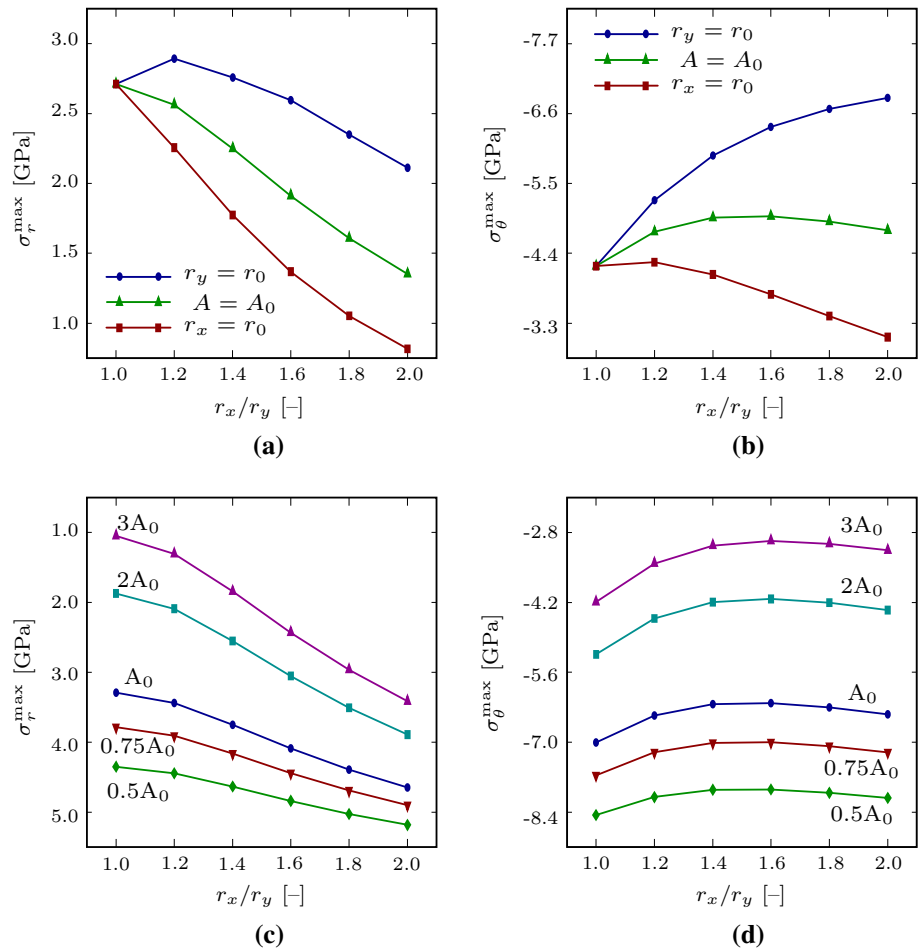 3.0
2.5
2.0
1.5
1.0
σ_r^max [GPa]
r_y = r_0
A = A_0
r_x = r_0
1.0 1.2 1.4 1.6 1.8 2.0
r_x/r_y [–]
(a)
-7.7
-6.6
-5.5
-4.4
-3.3
σ_θ^max [GPa]
r_y = r_0
A = A_0
r_x = r_0
1.0 1.2 1.4 1.6 1.8 2.0
r_x/r_y [–]
(b)
1.0
2.0
3.0
4.0
5.0
σ_r^max [GPa]
3A_0
2A_0
A_0
0.75A_0
0.5A_0
1.0 1.2 1.4 1.6 1.8 2.0
r_x/r_y [–]
(c)
-2.8
-4.2
-5.6
-7.0
-8.4
σ_θ^max [GPa]
3A_0
2A_0
A_0
0.75A_0
0.5A_0
1.0 1.2 1.4 1.6 1.8 2.0
r_x/r_y [–]
(d)